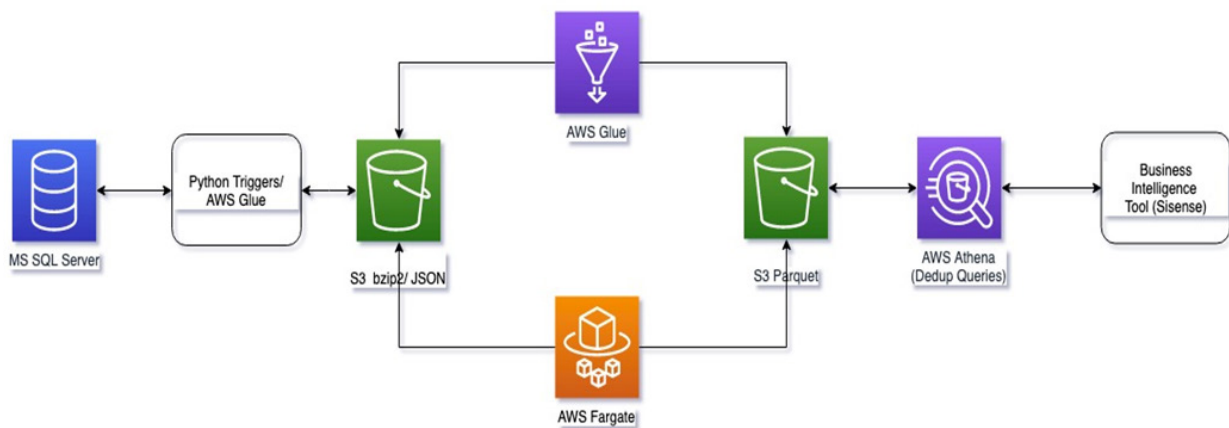 AWS Glue
Python Triggers/
AWS Glue
Business
Intelligence
Tool (Sisense)
MS SQL Server
S3 bzip2/ JSON
S3 Parquet
AWS Athena
(Dedup Queries)
AWS Fargate